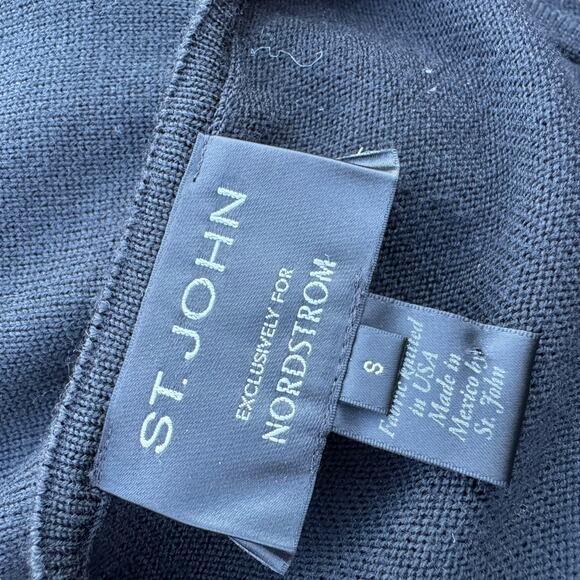 ST. JOHN
EXCLUSIVELY FOR
NORDSTROM
S
Fabric Knitted
in USA
Made in
Mexico by
St. John